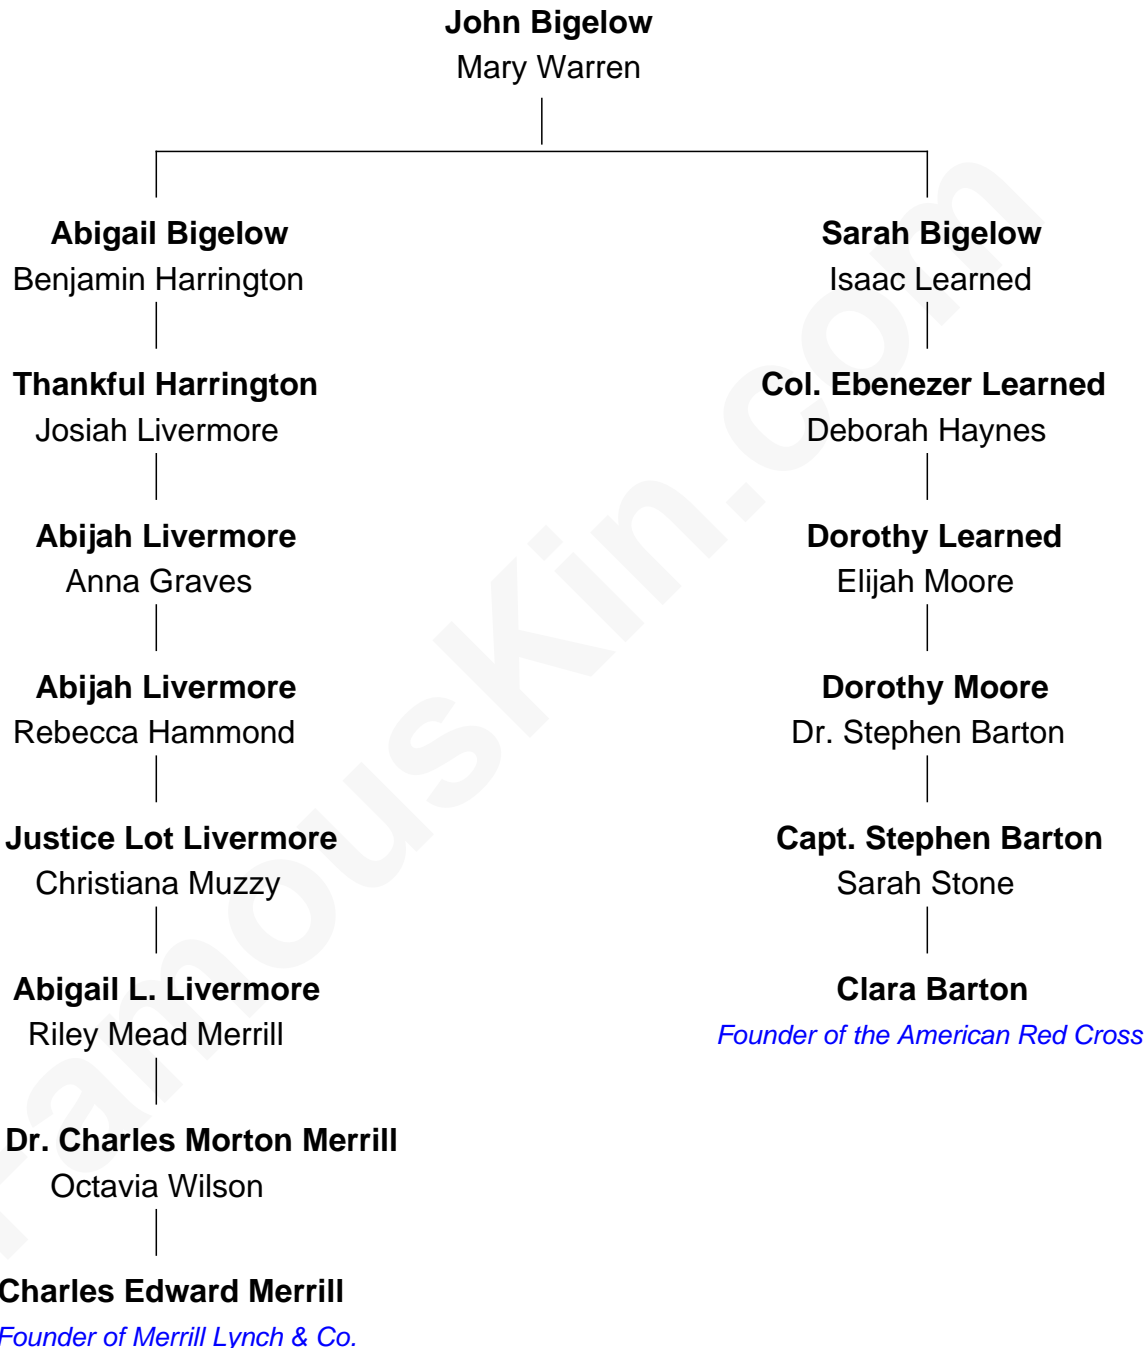 John Bigelow
Mary Warren
Abigail Bigelow
Benjamin Harrington
Sarah Bigelow
Isaac Learned
Thankful Harrington
Josiah Livermore
Col. Ebenezer Learned
Deborah Haynes
Abijah Livermore
Anna Graves
Dorothy Learned
Elijah Moore
Abijah Livermore
Rebecca Hammond
Dorothy Moore
Dr. Stephen Barton
Justice Lot Livermore
Christiana Muzzy
Capt. Stephen Barton
Sarah Stone
Abigail L. Livermore
Riley Mead Merrill
Clara Barton
Founder of the American Red Cross
Dr. Charles Morton Merrill
Octavia Wilson
Charles Edward Merrill
Founder of Merrill Lynch & Co.
FamousKin.com